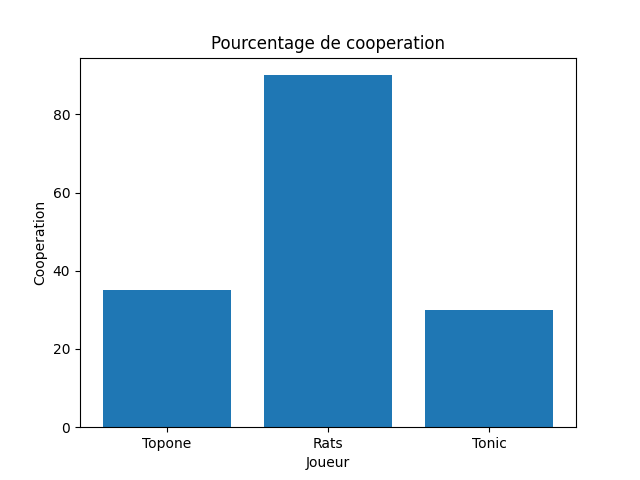 Pourcentage de cooperation
80
60
40
20
0
Cooperation
Topone
Rats
Tonic
Joueur